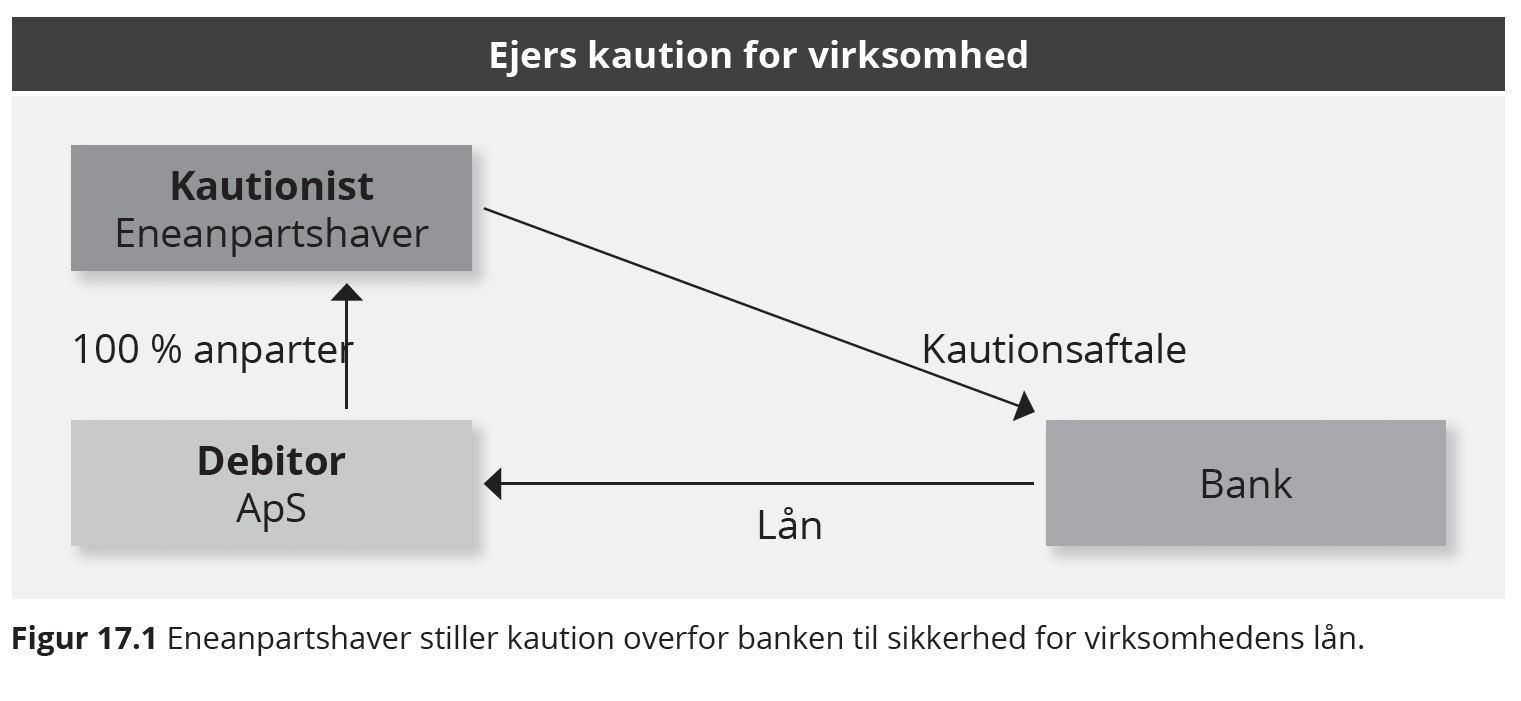 Ejers kaution for virksomhed
Kautionist
Eneanpartshaver
100 % anparter
Kautionsaftale
Debitor
ApS
Bank
Lån
Figur 17.1 Eneanpartshaver stiller kaution overfor banken til sikkerhed for virksomhedens lån.